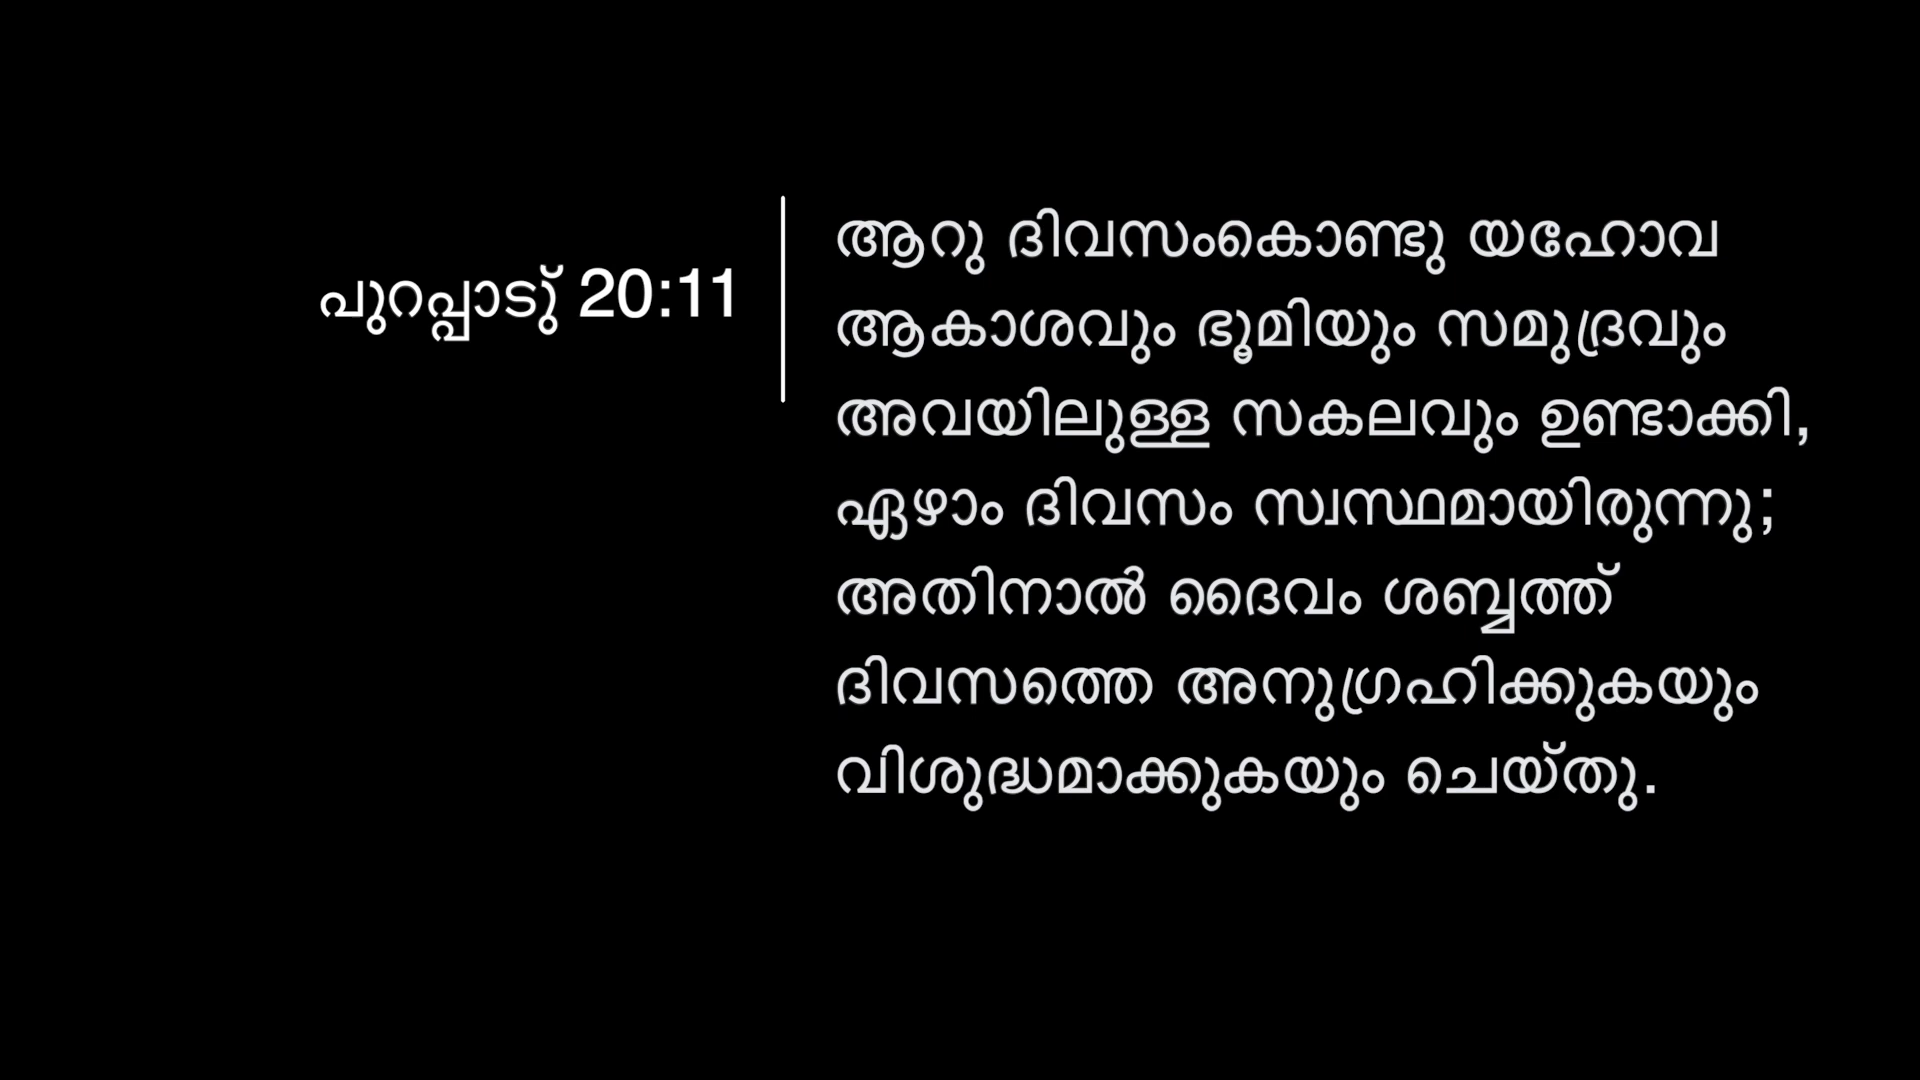 പുറപ്പാടു് 20:11
ആറു ദിവസംകൊണ്ടു യഹോവ
ആകാശവും ഭൂമിയും സമുദ്രവും
അവയിലുള്ള സകലവും ഉണ്ടാക്കി,
ഏഴാം ദിവസം സ്വസ്ഥമായിരുന്നു;
അതിനാൽ ദൈവം ശബ്ബത്ത്
ദിവസത്തെ അനുഗ്രഹിക്കുകയും
വിശുദ്ധമാക്കുകയും ചെയ്തു.